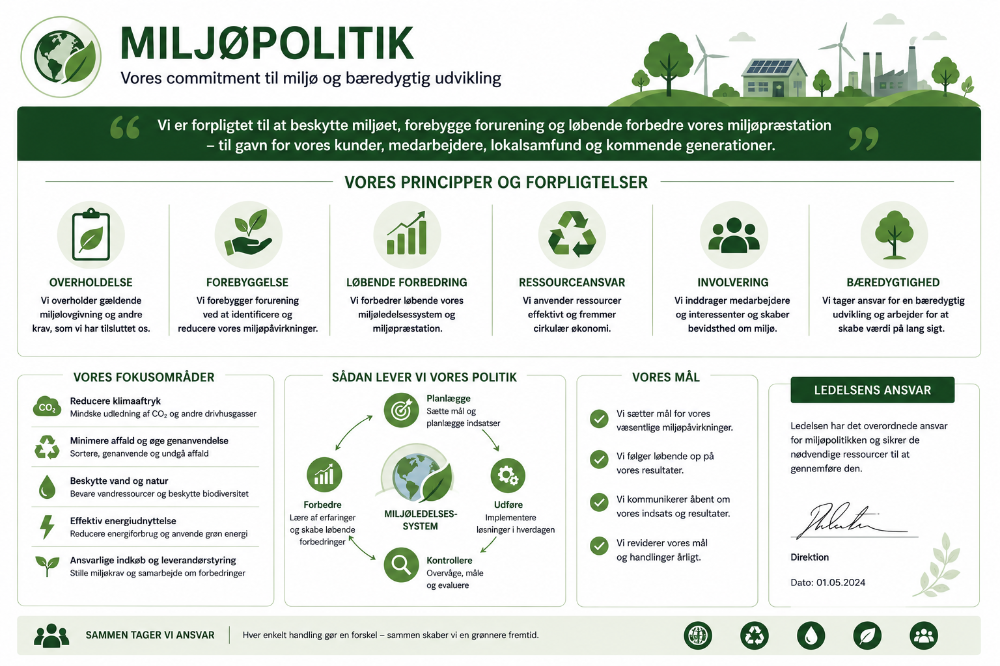 MILJØPOLITIK
Vores commitment til miljø og bæredygtig udvikling
“ Vi er forpligtet til at beskytte miljøet, forebygge forurening og løbende forbedre vores miljøpræstation
– til gavn for vores kunder, medarbejdere, lokalsamfund og kommende generationer. ”
VORES PRINCIPPER OG FORPLIGTELSER
OVERHOLDELSE
Vi overholder gældende
miljølovgivning og andre
krav, som vi har tilsluttet os.
FOREBYGGELSE
Vi forebygger forurening
ved at identificere og
reducere vores miljøpåvirkninger.
LØBENDE FORBEDRING
Vi forbedrer løbende vores
miljøledelsessystem og
miljøpræstation.
RESSOURCEANSVAR
Vi anvender ressourcer
effektivt og fremmer
cirkulær økonomi.
INVOLVERING
Vi inddrager medarbejdere
og interessenter og skaber
bevidsthed om miljø.
BÆREDYGTIGHED
Vi tager ansvar for en bæredygtig
udvikling og arbejder for at
skabe værdi på lang sigt.
VORES FOKUSOMRÅDER
CO₂
Reducere klimaaftryk
Mindske udledning af CO₂ og andre drivhusgasser
Minimere affald og øge genanvendelse
Sortere, genanvende og undgå affald
Beskytte vand og natur
Bevare vandressourcer og beskytte biodiversitet
Effektiv energiudnyttelse
Reducere energiforbrug og anvende grøn energi
Ansvarlige indkøb og leverandørstyring
Stille miljøkrav og samarbejde om forbedringer
SÅDAN LEVER VI VORES POLITIK
Planlægge
Sætte mål og
planlægge indsatser
Udføre
Implementere
løsninger i hverdagen
Kontrollere
Overvåge, måle
og evaluere
Forbedre
Lære af erfaringer
og skabe løbende
forbedringer
MILJØLEDELSES-
SYSTEM
VORES MÅL
Vi sætter mål for vores
væsentlige miljøpåvirkninger.
Vi følger løbende op på
vores resultater.
Vi kommunikerer åbent om
vores indsats og resultater.
Vi reviderer vores mål
og handlinger årligt.
LEDELSENS ANSVAR
Ledelsen har det overordnede ansvar
for miljøpolitikken og sikrer de
nødvendige ressourcer til at
gennemføre den.
Direktion
Dato: 01.05.2024
SAMMEN TAGER VI ANSVAR
Hver enkelt handling gør en forskel – sammen skaber vi en grønnere fremtid.